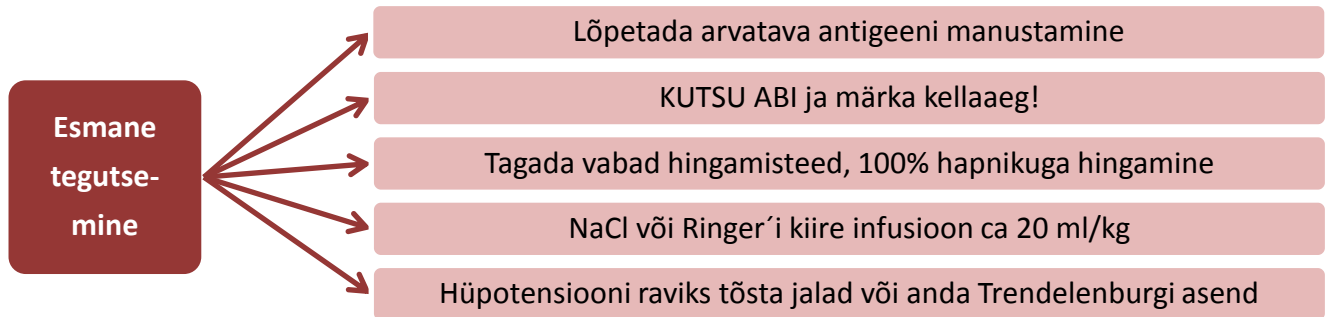 Esmane
tegutse-
mine
Lõpetada arvatava antigeeni manustamine
KUTSU ABI ja märka kellaaeg!
Tagada vabad hingamisteed, 100% hapnikuga hingamine
NaCl või Ringer´i kiire infusioon ca 20 ml/kg
Hüpotensiooni raviks tõsta jalad või anda Trendelenburgi asend